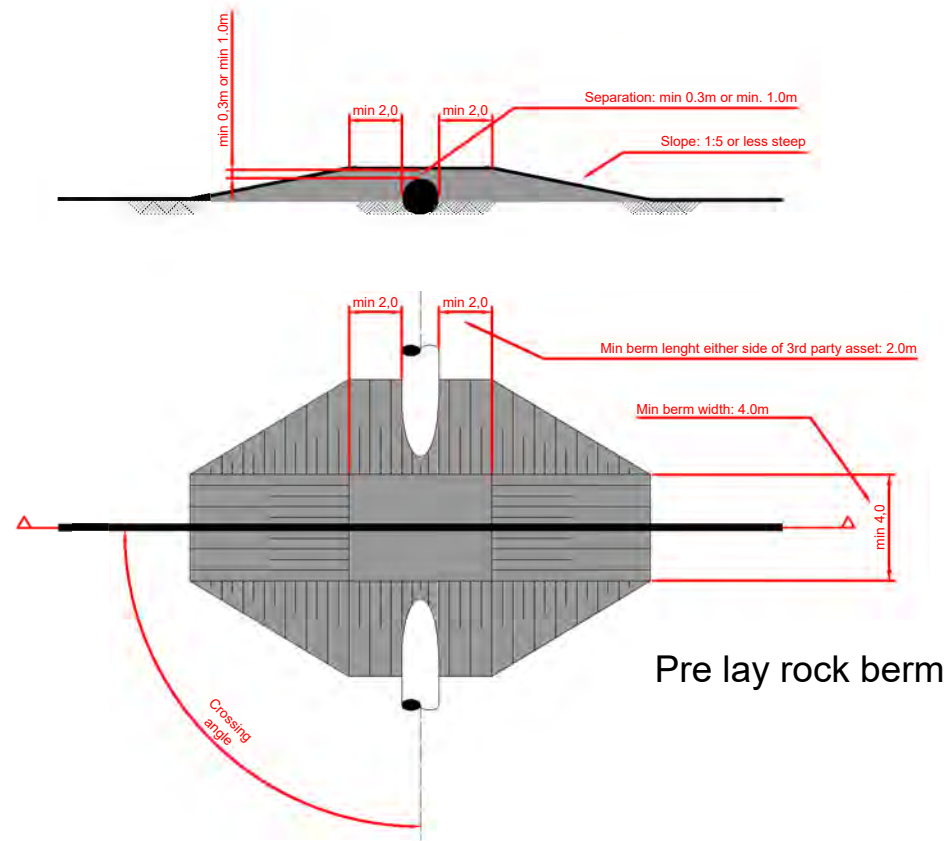 min 0,3m or min 1.0m
min 2,0
min 2,0
Separation: min 0.3m or min. 1.0m
Slope: 1:5 or less steep
min 2,0
min 2,0
Min berm lenght either side of 3rd party asset: 2.0m
Min berm width: 4.0m
min 4,0
Pre lay rock berm
Crossing
angle